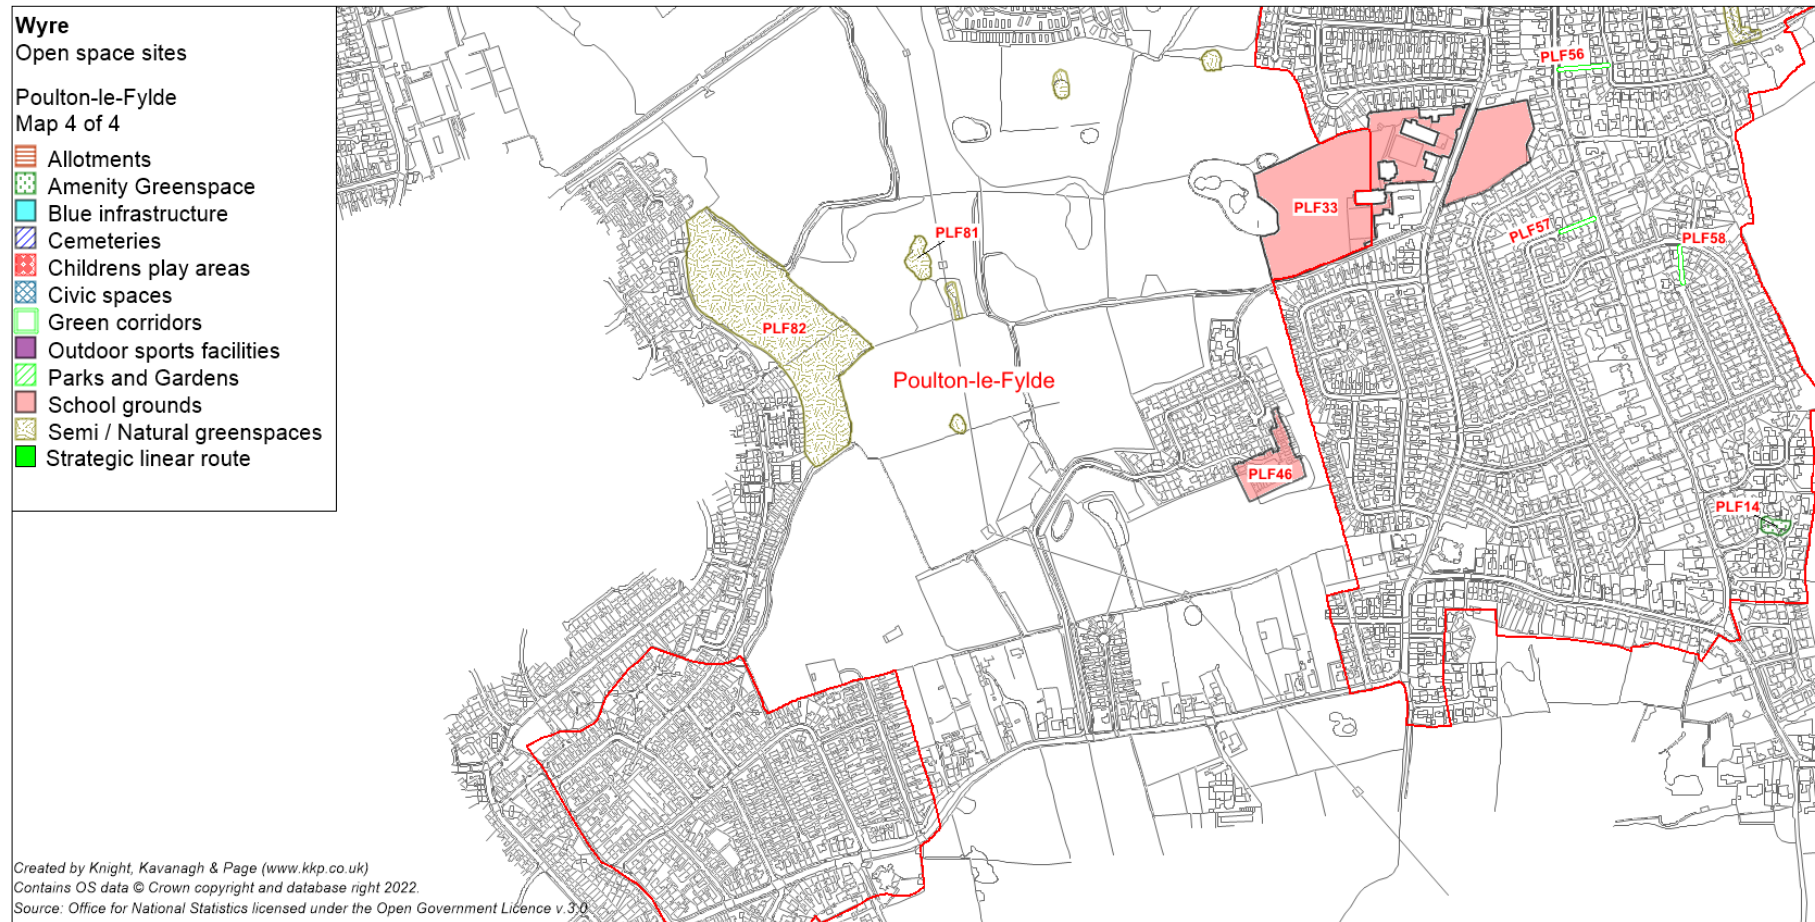 Wyre
Open space sites
Poulton-le-Fylde
Map 4 of 4
Allotments
Amenity Greenspace
Blue infrastructure
Cemeteries
Childrens play areas
Civic spaces
Green corridors
Outdoor sports facilities
Parks and Gardens
School grounds
Semi / Natural greenspaces
Strategic linear route
PLF56
PLF33
PLF57
PLF58
PLF81
PLF82
Poulton-le-Fylde
PLF46
PLF14
Created by Knight, Kavanagh & Page (www.kkp.co.uk)
Contains OS data © Crown copyright and database right 2022.
Source: Office for National Statistics licensed under the Open Government Licence v.3.0